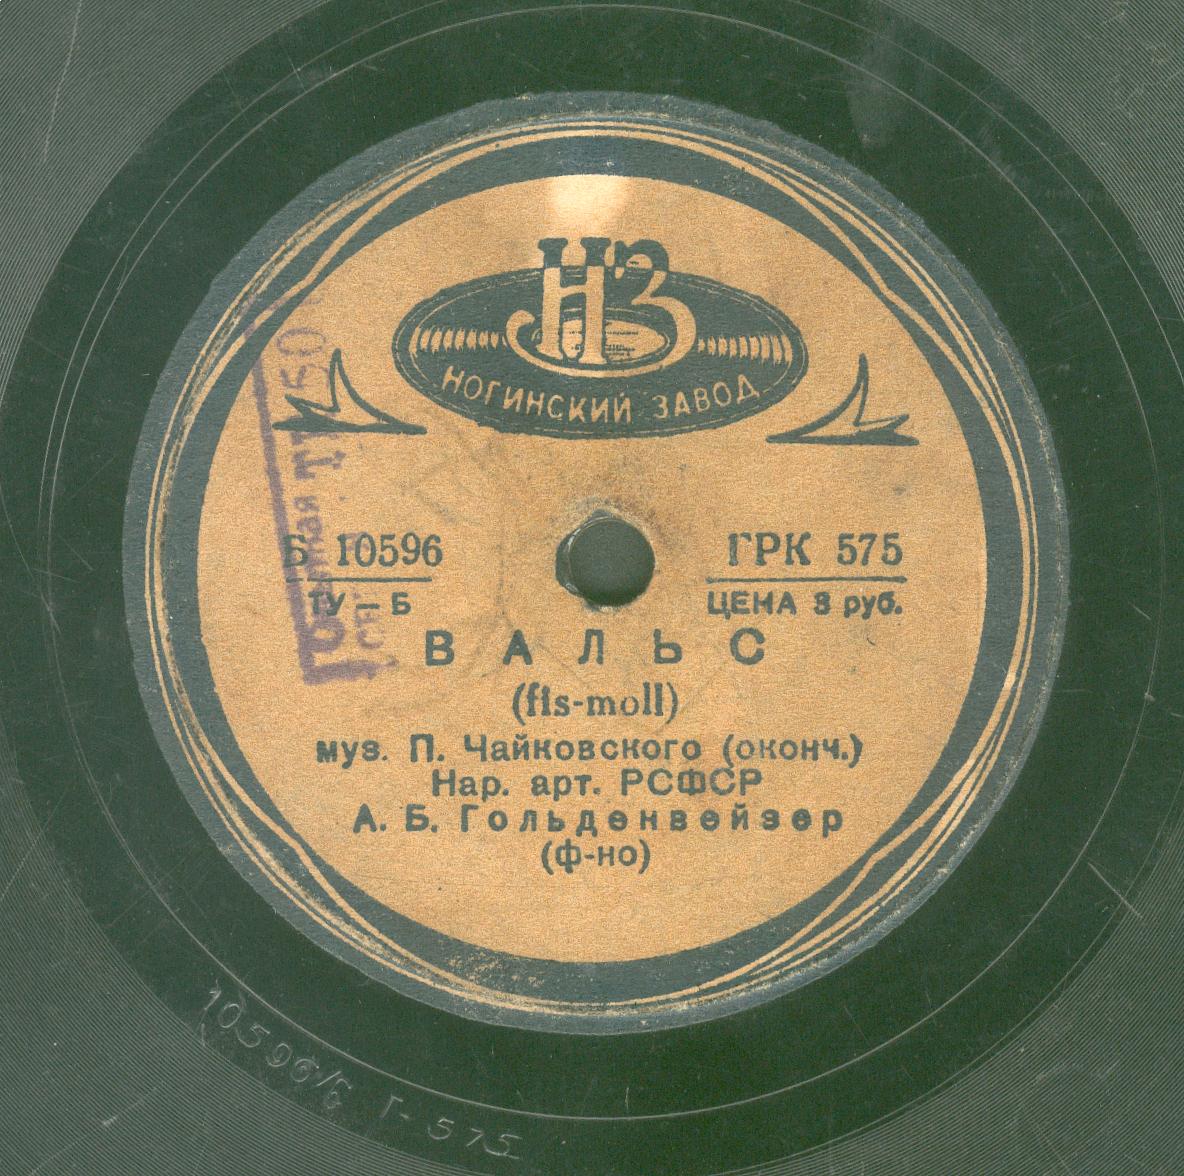 НЗ
НОГИНСКИЙ ЗАВОД
Б 10596
ГРК 575
ТУ-Б
ЦЕНА 3 руб.
ВАЛЬС
(fis-moll)
муз. П. Чайковского (оконч.)
Нар. арт. РСФСР
А. Б. Гольденвейзер
(ф-но)
10596/Б Г-575